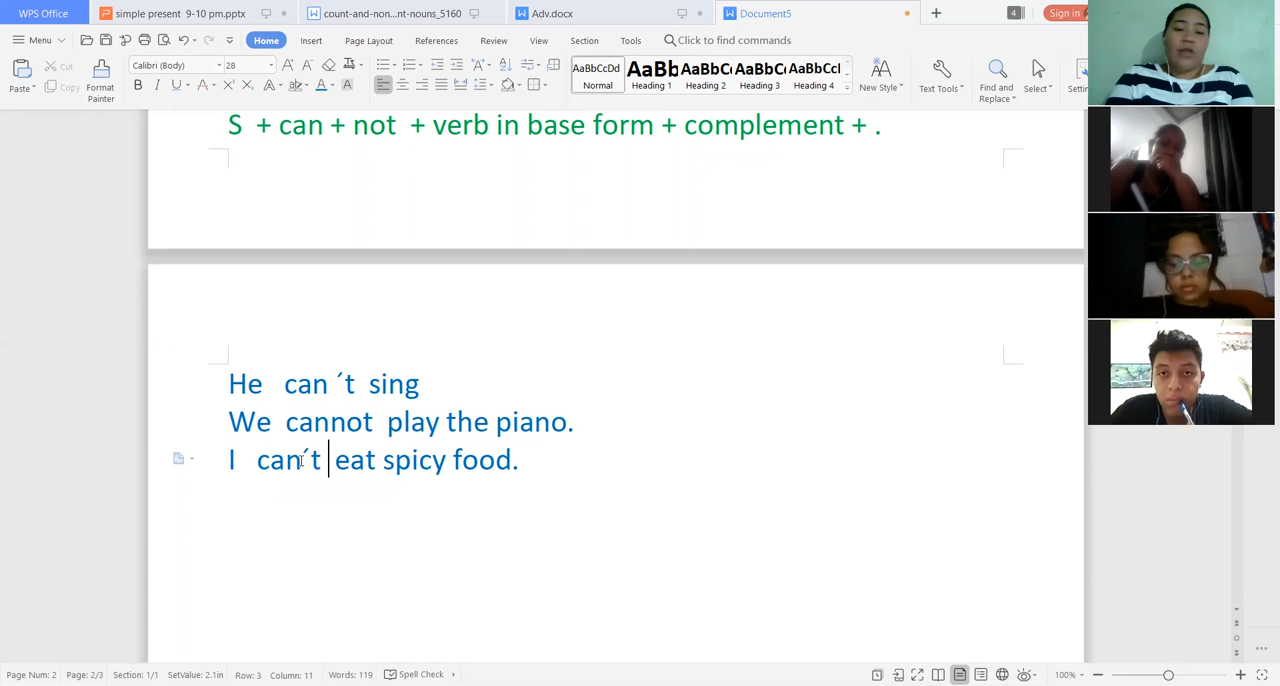 WPS Office
simple present 9-10 pm.pptx
count-and-non...nt-nouns_5160
Adv.docx
Document5
4
Sign in
Menu
Home
Insert
Page Layout
References
Review
View
Section
Tools
Click to find commands
Paste
Cut
Copy
Format Painter
Calibri (Body)
28
AaBbCcDd
Normal
AaBb
Heading 1
AaBbC
Heading 2
AaBbC
Heading 3
AaBbCcI
Heading 4
New Style
Text Tools
Find and Replace
Select
S + can + not + verb in base form + complement + .
He can ´t sing
We cannot play the piano.
I can´t eat spicy food.
Page Num: 2
Page: 2/3
Section: 1/1
SetValue: 2.1in
Row: 3
Column: 11
Words: 119
Spell Check
100%